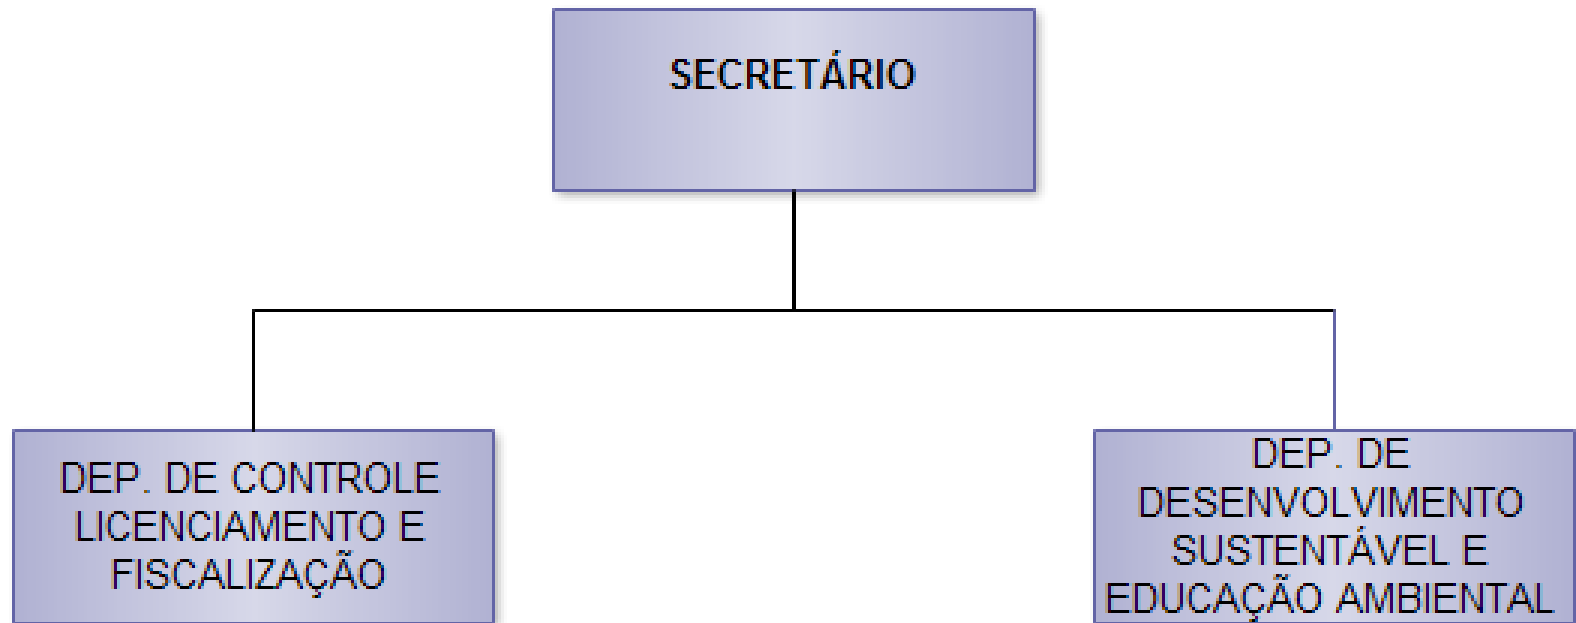 SECRETÁRIO
DEP. DE CONTROLE
LICENCIAMENTO E
FISCALIZAÇÃO
DEP. DE
DESENVOLVIMENTO
SUSTENTÁVEL E
EDUCAÇÃO AMBIENTAL